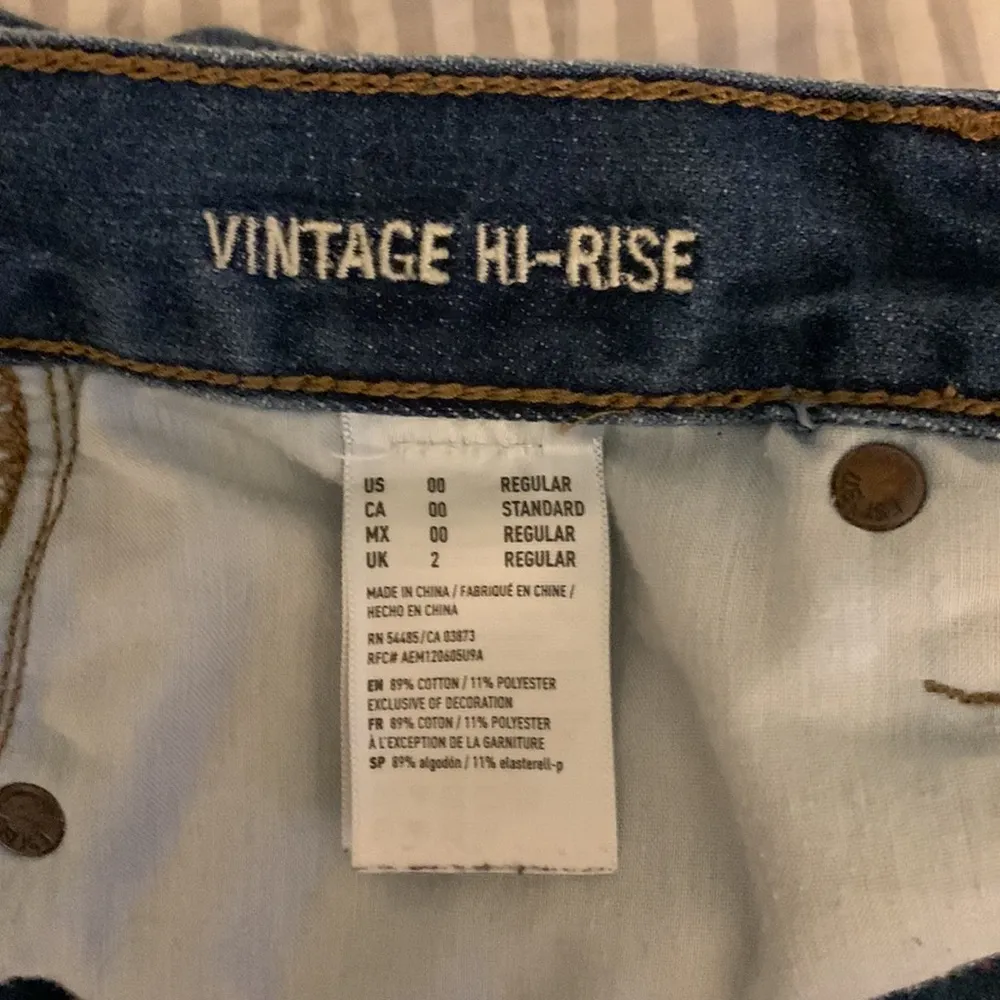 VINTAGE HI-RISE
US 00 REGULAR
CA 00 STANDARD
MX 00 REGULAR
UK 2 REGULAR
MADE IN CHINA / FABRIQUÉ EN CHINE /
HECHO EN CHINA
RN 54485/CA 03873
RFC# AEM120605U9A
EN 89% COTTON / 11% POLYESTER
EXCLUSIVE OF DECORATION
FR 89% COTON / 11% POLYESTER
À L'EXCEPTION DE LA GARNITURE
SP 89% algodón / 11% elasterell-p